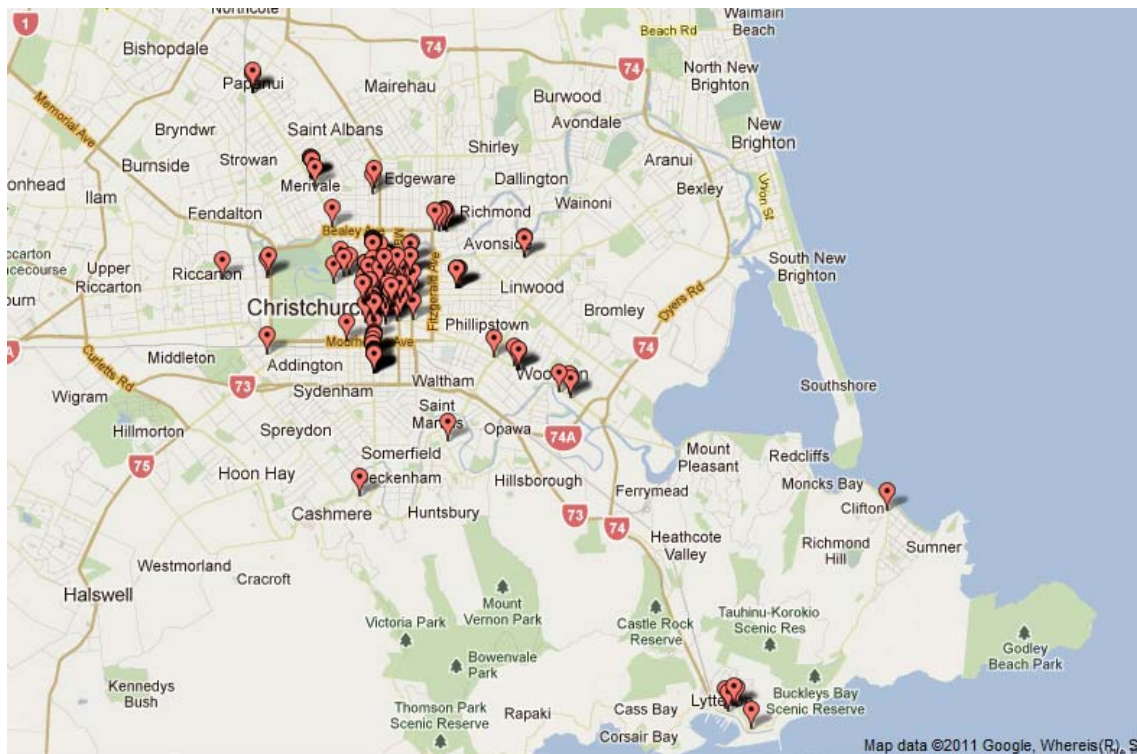 Northcote
Waimairi
Beach
1
Bishopdale
74
Beach Rd
74
North New
Brighton
Papanui
Mairehau
Burwood
Memorial Ave
Avondale
New
Brighton
Bryndwr
Saint Albans
Shirley
Strowan
Aranui
Burnside
Merivale
Edgeware
Dallington
Bexley
onhead
Ilam
Wainoni
Union St
Fendalton
Richmond
Bealey Ave
Avonside
ccarton
acecourse
Upper
Riccarton
Riccarton
South New
Brighton
Fitzgerald Ave
Linwood
Christchurch
Bromley
Dyers Rd
burn
Phillipstown
A
Ave
74
Middleton
Curletts Rd
Addington
Woolston
73
Sydenham
Waltham
Southshore
Wigram
Saint
Martins
Hillmorton
Spreydon
Opawa
74A
75
Somerfield
Mount
Pleasant
Redcliffs
Hoon Hay
eckenham
Hillsborough
Moncks Bay
Ferrymead
Clifton
Cashmere
Huntsbury
73
74
Heathcote
Valley
Richmond
Hill
Sumner
Westmorland
Cracroft
Halswell
Mount
Vernon Park
Victoria Park
Castle Rock
Reserve
Tauhinu-Korokio
Scenic Res
Bowenvale
Park
Godley
Beach Park
Kennedys
Bush
Thomson Park
Scenic Reserve
Rapaki
Cass Bay
Lyttelton
Buckleys Bay
Scenic Reserve
Corsair Bay
Map data ©2011 Google, Whereis(R), S